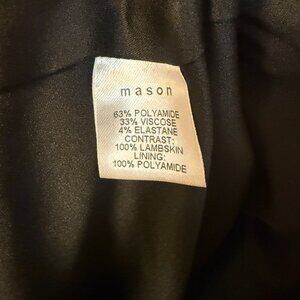 mason
63% POLYAMIDE
33% VISCOSE
4% ELASTANE
CONTRAST:
100% LAMBSKIN
LINING:
100% POLYAMIDE